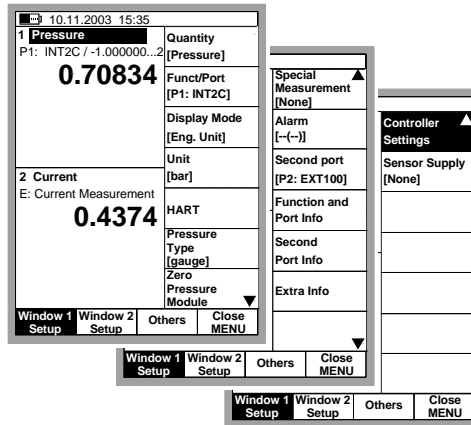 10.11.2003 15:35
1 Pressure
P1: INT2C / -1.000000...2
0.70834
2 Current
E: Current Measurement
0.4374
Quantity
[Pressure]
Funct/Port
[P1: INT2C]
Display Mode
[Eng. Unit]
Unit
[bar]
HART
Pressure
Type
[gauge]
Zero
Pressure
Module
Window 1 Setup
Window 2 Setup
Others
Close MENU
Special
Measurement
[None]
Alarm
[--(--)]
Second port
[P2: EXT100]
Function and
Port Info
Second
Port Info
Extra Info
Window 1 Setup
Window 2 Setup
Others
Close MENU
Controller
Settings
Sensor Supply
[None]
Window 1 Setup
Window 2 Setup
Others
Close MENU